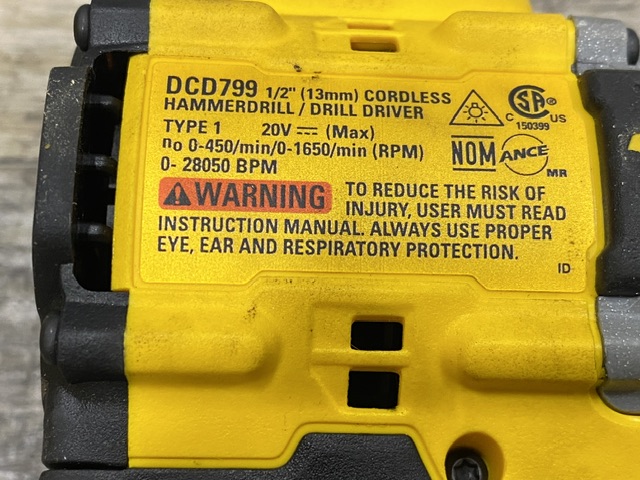 DCD799 1/2" (13mm) CORDLESS
HAMMERDRILL / DRILL DRIVER
TYPE 1 20V ⎓ (Max)
no 0-450/min/0-1650/min (RPM)
0- 28050 BPM
WARNING TO REDUCE THE RISK OF
INJURY, USER MUST READ
INSTRUCTION MANUAL. ALWAYS USE PROPER
EYE, EAR AND RESPIRATORY PROTECTION.
C SA US
150399
NOM ANCE
MR
ID